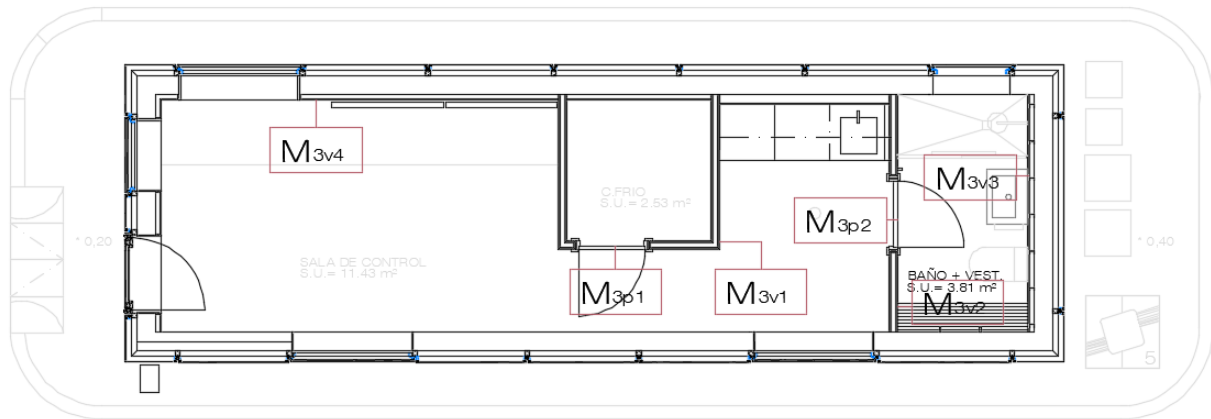 M3v4
C.FRIO
S.U.= 2.53 m²
M3v3
M3p2
* 0,20
* 0,40
SALA DE CONTROL
S.U.= 11.43 m²
M3p1
M3v1
BAÑO + VEST.
S.U.= 3.81 m²
M3v2
5